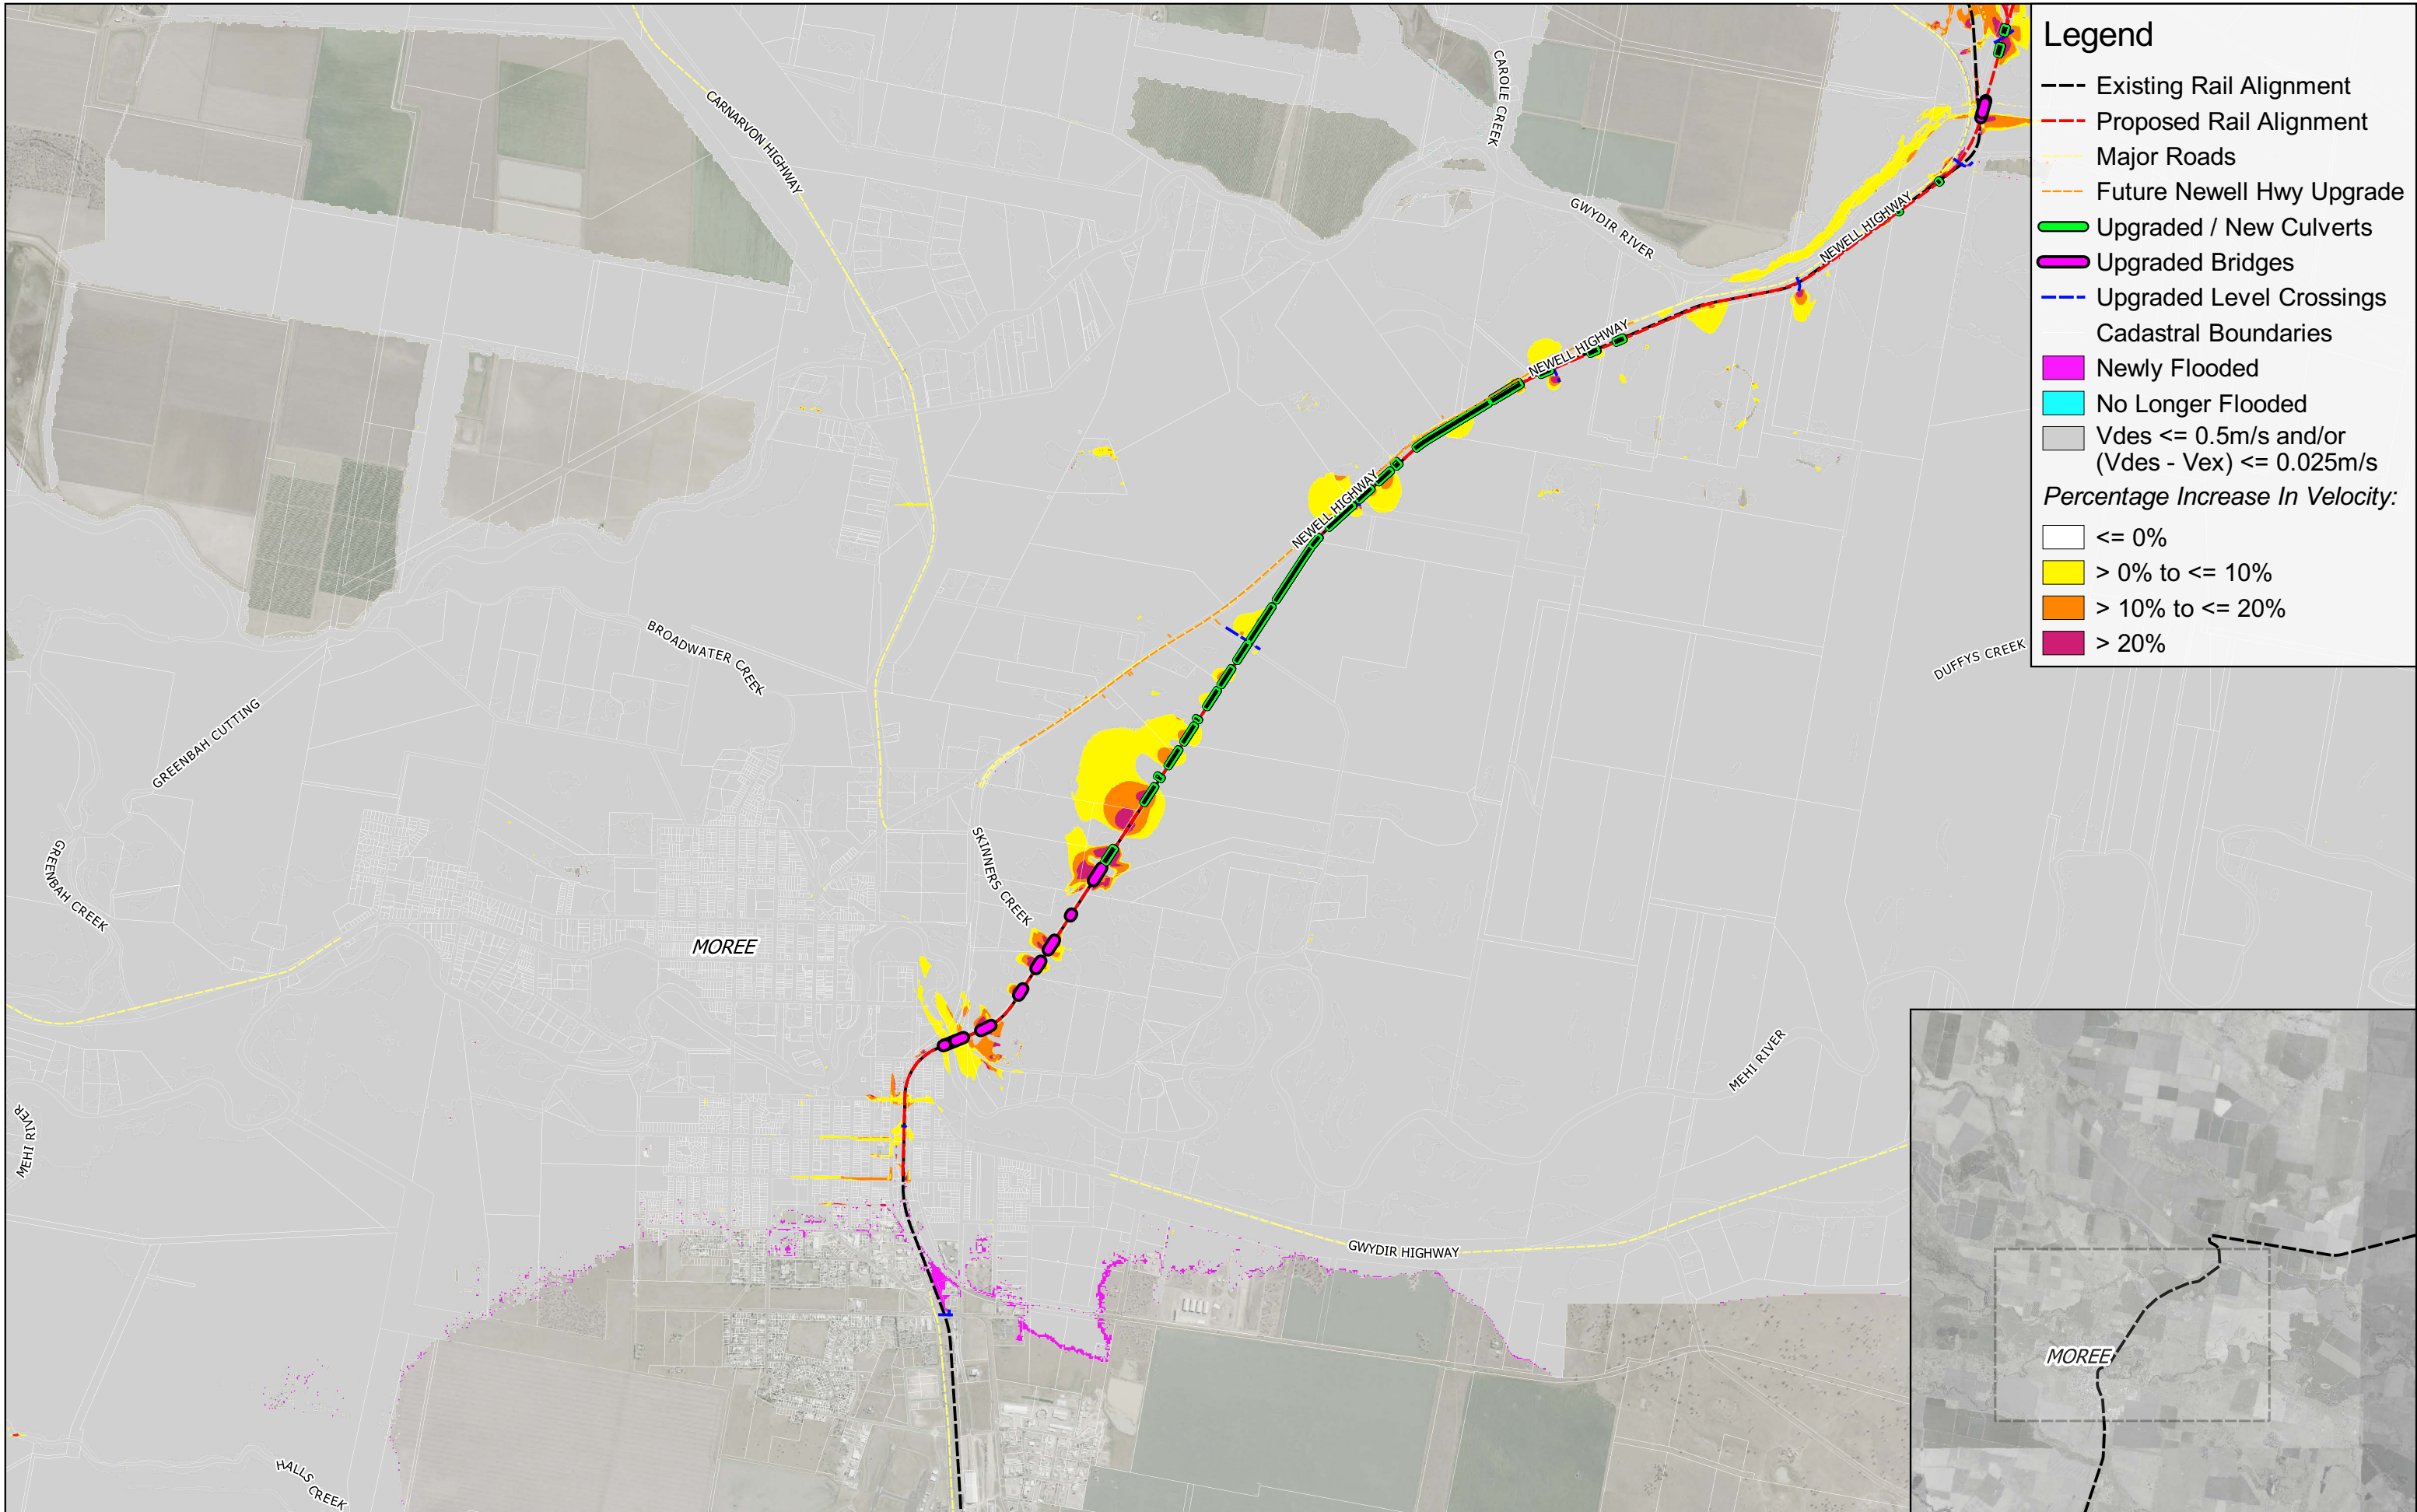 Legend
Existing Rail Alignment
Proposed Rail Alignment
Major Roads
Future Newell Hwy Upgrade
Upgraded / New Culverts
Upgraded Bridges
Upgraded Level Crossings
Cadastral Boundaries
Newly Flooded
No Longer Flooded
Vdes <= 0.5m/s and/or
(Vdes - Vex) <= 0.025m/s
Percentage Increase In Velocity:
<= 0%
> 0% to <= 10%
> 10% to <= 20%
> 20%
CARNARVON HIGHWAY
CAROLE CREEK
GWYDIR RIVER
NEWELL HIGHWAY
NEWELL HIGHWAY
NEWELL HIGHWAY
BROADWATER CREEK
DUFFYS CREEK
GREENBAH CUTTING
GREENBAH CREEK
SKINNERS CREEK
MOREE
MEHI RIVER
MEHI RIVER
GWYDIR HIGHWAY
MOREE
HALLS CREEK